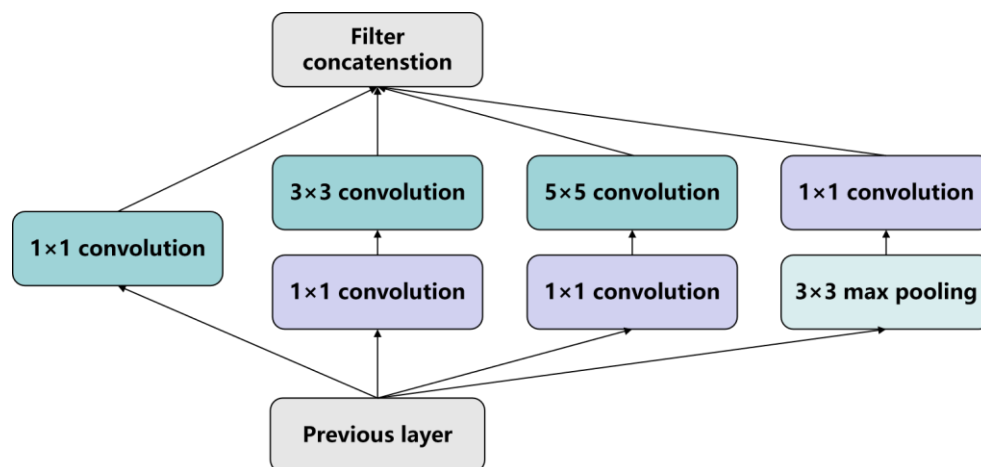 Filter
concatenstion
3×3 convolution
5×5 convolution
1×1 convolution
1×1 convolution
1×1 convolution
1×1 convolution
3×3 max pooling
Previous layer